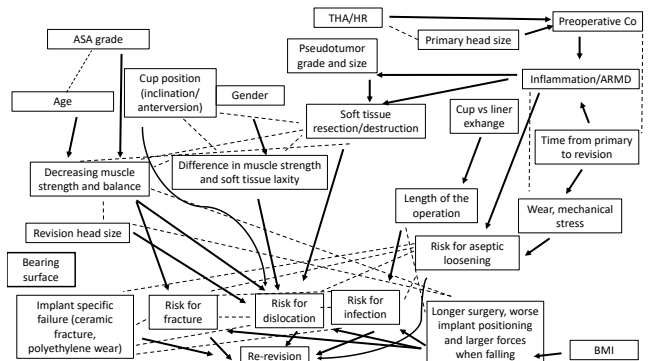 THA/HR
Preoperative Co
ASA grade
Primary head size
Pseudotumor
grade and size
Cup position
(inclination/
anterversion)
Inflammation/ARMD
Age
Gender
Soft tissue
resection/destruction
Cup vs liner
exhange
Time from primary
to revision
Decreasing muscle
strength and balance
Difference in muscle strength
and soft tissue laxity
Length of the
operation
Wear, mechanical
stress
Revision head size
Risk for aseptic
loosening
Bearing
surface
Implant specific
failure (ceramic
fracture,
polyethylene wear)
Risk for
fracture
Risk for
dislocation
Risk for
infection
Longer surgery, worse
implant positioning
and larger forces
when falling
BMI
Re-revision